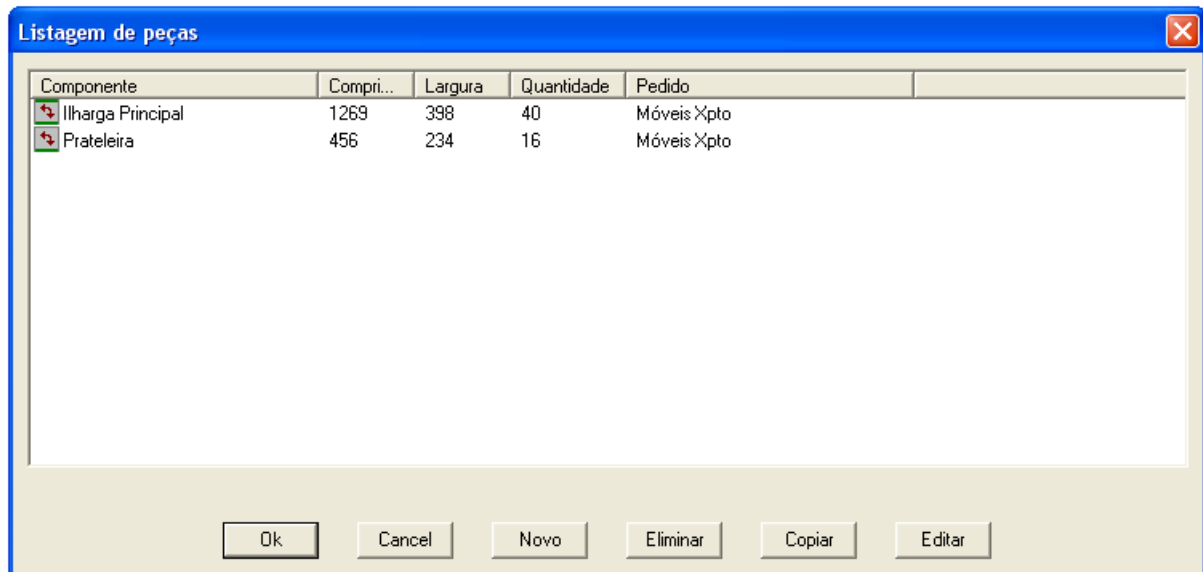 Listagem de peças
Componente Compri... Largura Quantidade Pedido
Ilharga Principal 1269 398 40 Móveis Xpto
Prateleira 456 234 16 Móveis Xpto
Ok Cancel Novo Eliminar Copiar Editar